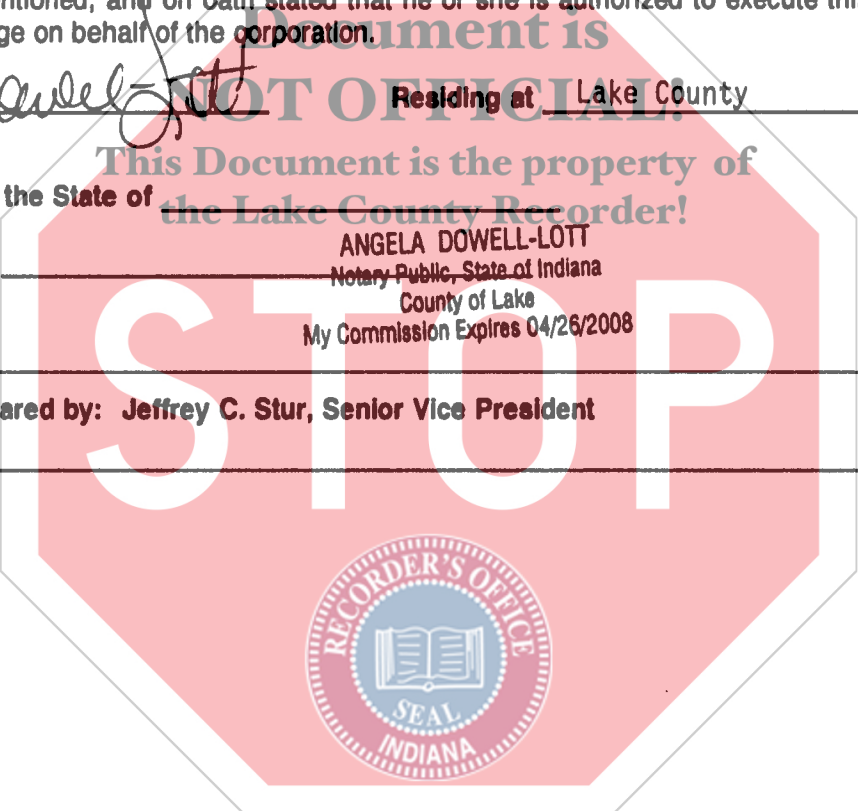 ntioned, and on oath stated that he or she is authorized to execute thi
ge on behalf of the corporation.
Document is
NOT OFFICIAL!
Residing at Lake County
This Document is the property of
the State of
the Lake County Recorder!
ANGELA DOWELL-LOTT
Notary Public, State of Indiana
County of Lake
My Commission Expires 04/26/2008
STOP
ared by: Jeffrey C. Stur, Senior Vice President
RECORDER'S OFFICE
SEAL
INDIANA